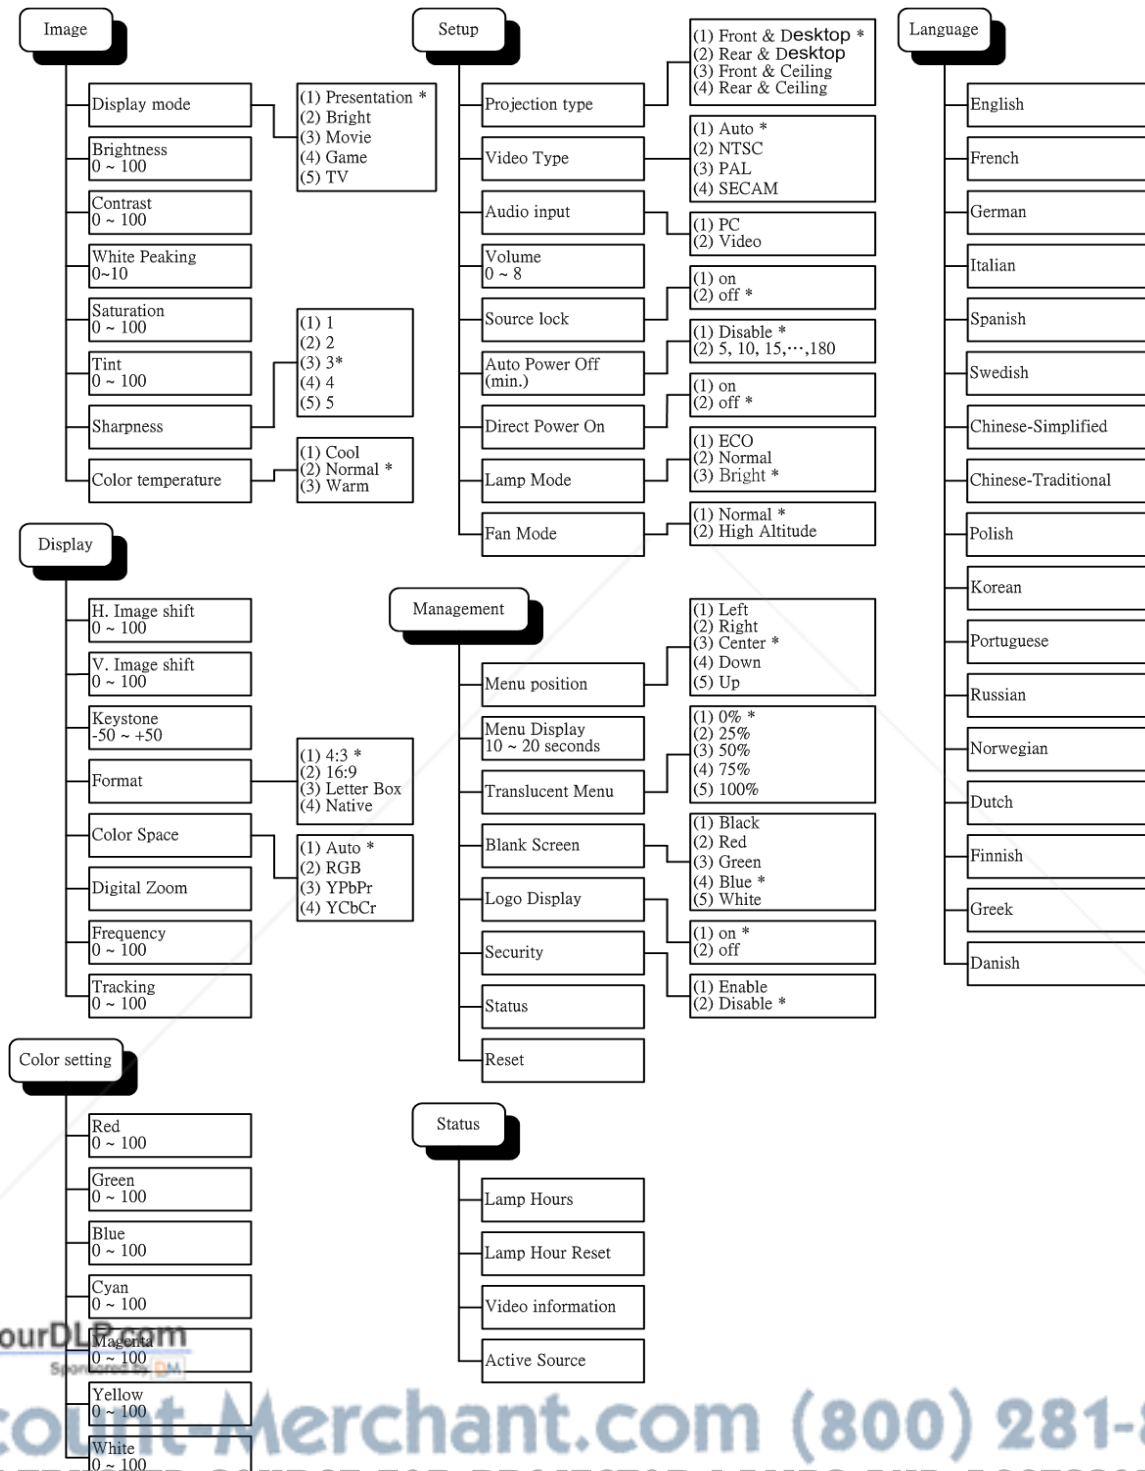 Image
Display mode
(1) Presentation *
(2) Bright
(3) Movie
(4) Game
(5) TV
Brightness
0 ~ 100
Contrast
0 ~ 100
White Peaking
0~10
Saturation
0 ~ 100
Tint
0 ~ 100
Sharpness
(1) 1
(2) 2
(3) 3*
(4) 4
(5) 5
Color temperature
(1) Cool
(2) Normal *
(3) Warm
Display
H. Image shift
0 ~ 100
V. Image shift
0 ~ 100
Keystone
-50 ~ +50
Format
(1) 4:3 *
(2) 16:9
(3) Letter Box
(4) Native
Color Space
(1) Auto *
(2) RGB
(3) YPbPr
(4) YCbCr
Digital Zoom
Frequency
0 ~ 100
Tracking
0 ~ 100
Color setting
Red
0 ~ 100
Green
0 ~ 100
Blue
0 ~ 100
Cyan
0 ~ 100
Magenta
0 ~ 100
Yellow
0 ~ 100
White
0 ~ 100
Setup
Projection type
(1) Front & Desktop *
(2) Rear & Desktop
(3) Front & Ceiling
(4) Rear & Ceiling
Video Type
(1) Auto *
(2) NTSC
(3) PAL
(4) SECAM
Audio input
(1) PC
(2) Video
Volume
0 ~ 8
Source lock
(1) on
(2) off *
Auto Power Off
(min.)
(1) Disable *
(2) 5, 10, 15,···,180
Direct Power On
(1) on
(2) off *
Lamp Mode
(1) ECO
(2) Normal
(3) Bright *
Fan Mode
(1) Normal *
(2) High Altitude
Management
Menu position
(1) Left
(2) Right
(3) Center *
(4) Down
(5) Up
Menu Display
10 ~ 20 seconds
Translucent Menu
(1) 0% *
(2) 25%
(3) 50%
(4) 75%
(5) 100%
Blank Screen
(1) Black
(2) Red
(3) Green
(4) Blue *
(5) White
Logo Display
(1) on *
(2) off
Security
(1) Enable
(2) Disable *
Status
Reset
Status
Lamp Hours
Lamp Hour Reset
Video information
Active Source
Language
English
French
German
Italian
Spanish
Swedish
Chinese-Simplified
Chinese-Traditional
Polish
Korean
Portuguese
Russian
Norwegian
Dutch
Finnish
Greek
Danish
ourDLP.com
Sponsored by DM
count-Merchant.com (800) 281-8